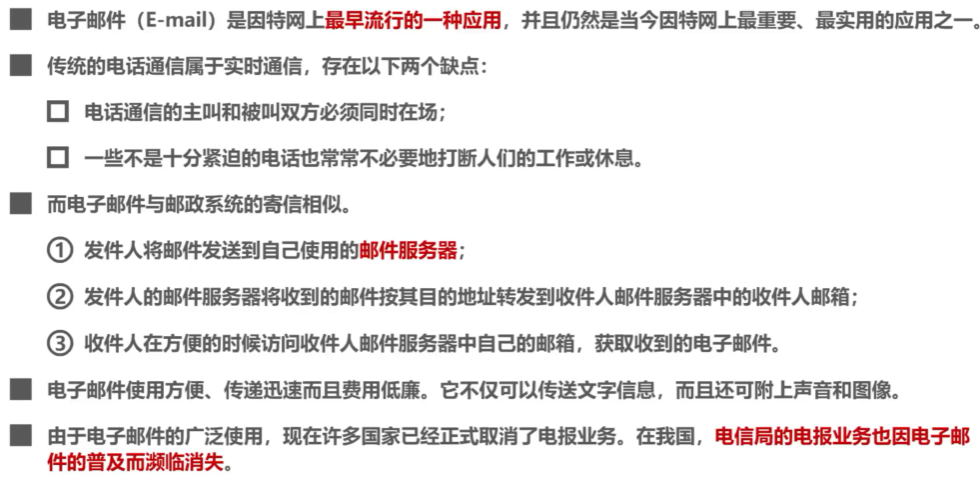 电子邮件（E-mail）是因特网上最早流行的一种应用，并且仍然是当今因特网上最重要、最实用的应用之一。
传统的电话通信属于实时通信，存在以下两个缺点：
电话通信的主叫和被叫双方必须同时在场；
一些不是十分紧迫的电话也常常不必要地打断人们的工作或休息。
而电子邮件与邮政系统的寄信相似。
① 发件人将邮件发送到自己使用的邮件服务器；
② 发件人的邮件服务器将收到的邮件按其目的地址转发到收件人邮件服务器中的收件人邮箱；
③ 收件人在方便的时候访问收件人邮件服务器中自己的邮箱，获取收到的电子邮件。
电子邮件使用方便、传递迅速而且费用低廉。它不仅可以传送文字信息，而且还可附上声音和图像。
由于电子邮件的广泛使用，现在许多国家已经正式取消了电报业务。在我国，电信局的电报业务也因电子邮
件的普及而濒临消失。